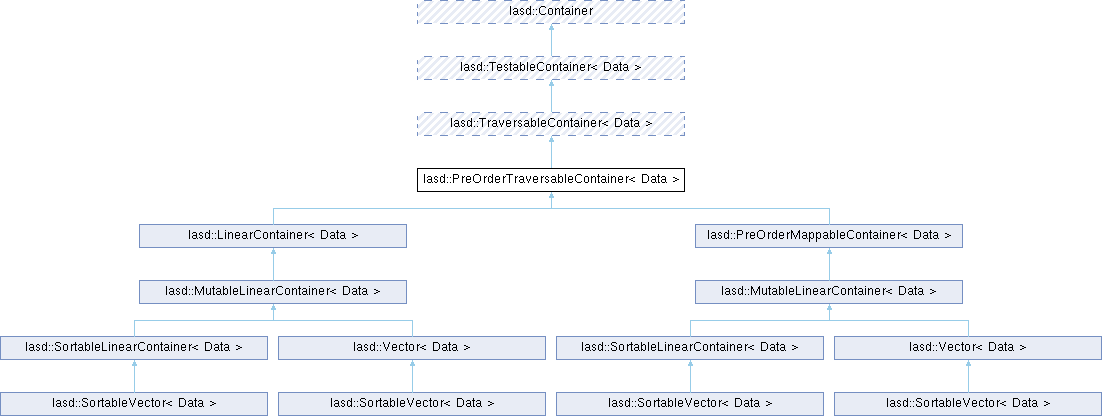 lasd::Container
lasd::TestableContainer< Data >
lasd::TraversableContainer< Data >
lasd::PreOrderTraversableContainer< Data >
lasd::LinearContainer< Data >
lasd::PreOrderMappableContainer< Data >
lasd::MutableLinearContainer< Data >
lasd::MutableLinearContainer< Data >
lasd::SortableLinearContainer< Data >
lasd::Vector< Data >
lasd::SortableLinearContainer< Data >
lasd::Vector< Data >
lasd::SortableVector< Data >
lasd::SortableVector< Data >
lasd::SortableVector< Data >
lasd::SortableVector< Data >